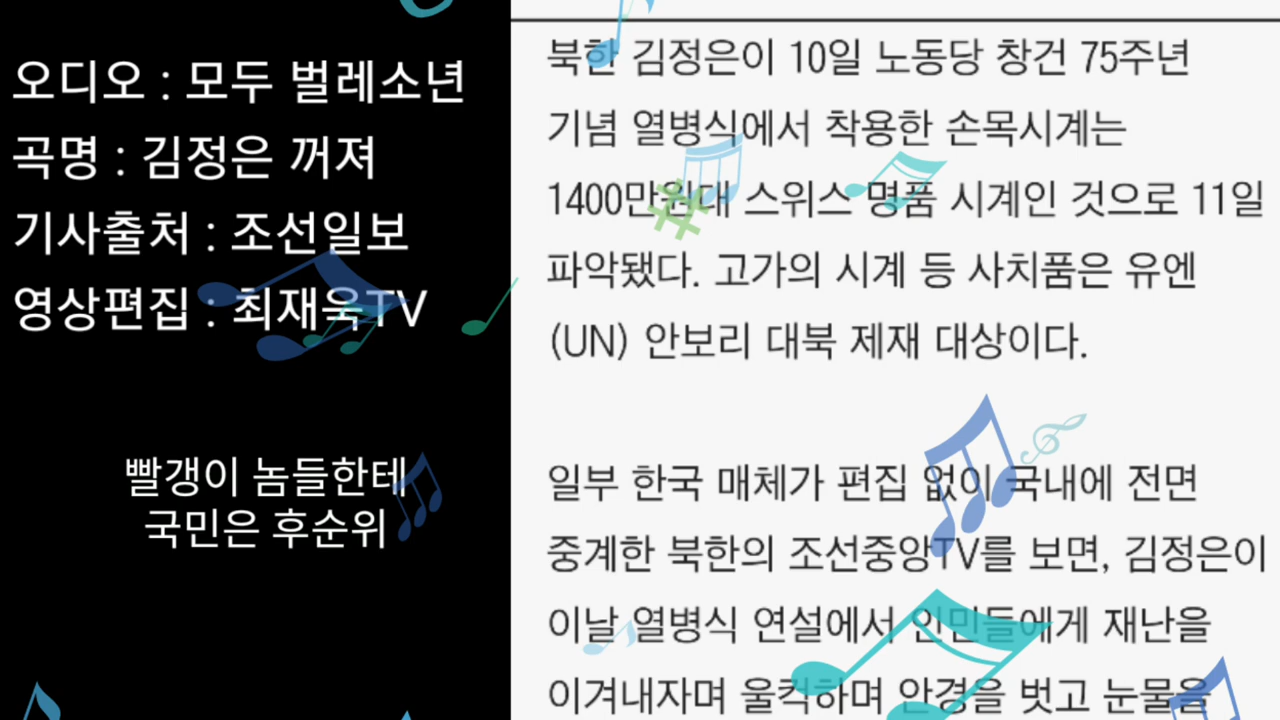 오디오 : 모두 벌레소년
곡명 : 김정은 꺼져
기사출처 : 조선일보
영상편집 : 최재욱TV
빨갱이 놈들한테
국민은 후순위
북한 김정은이 10일 노동당 창건 75주년
기념 열병식에서 착용한 손목시계는
1400만원대 스위스 명품 시계인 것으로 11일
파악됐다. 고가의 시계 등 사치품은 유엔
(UN) 안보리 대북 제재 대상이다.
일부 한국 매체가 편집 없이 국내에 전면
중계한 북한의 조선중앙TV를 보면, 김정은이
이날 열병식 연설에서 인민들에게 재난을
이겨내자며 울컥하며 안경을 벗고 눈물을